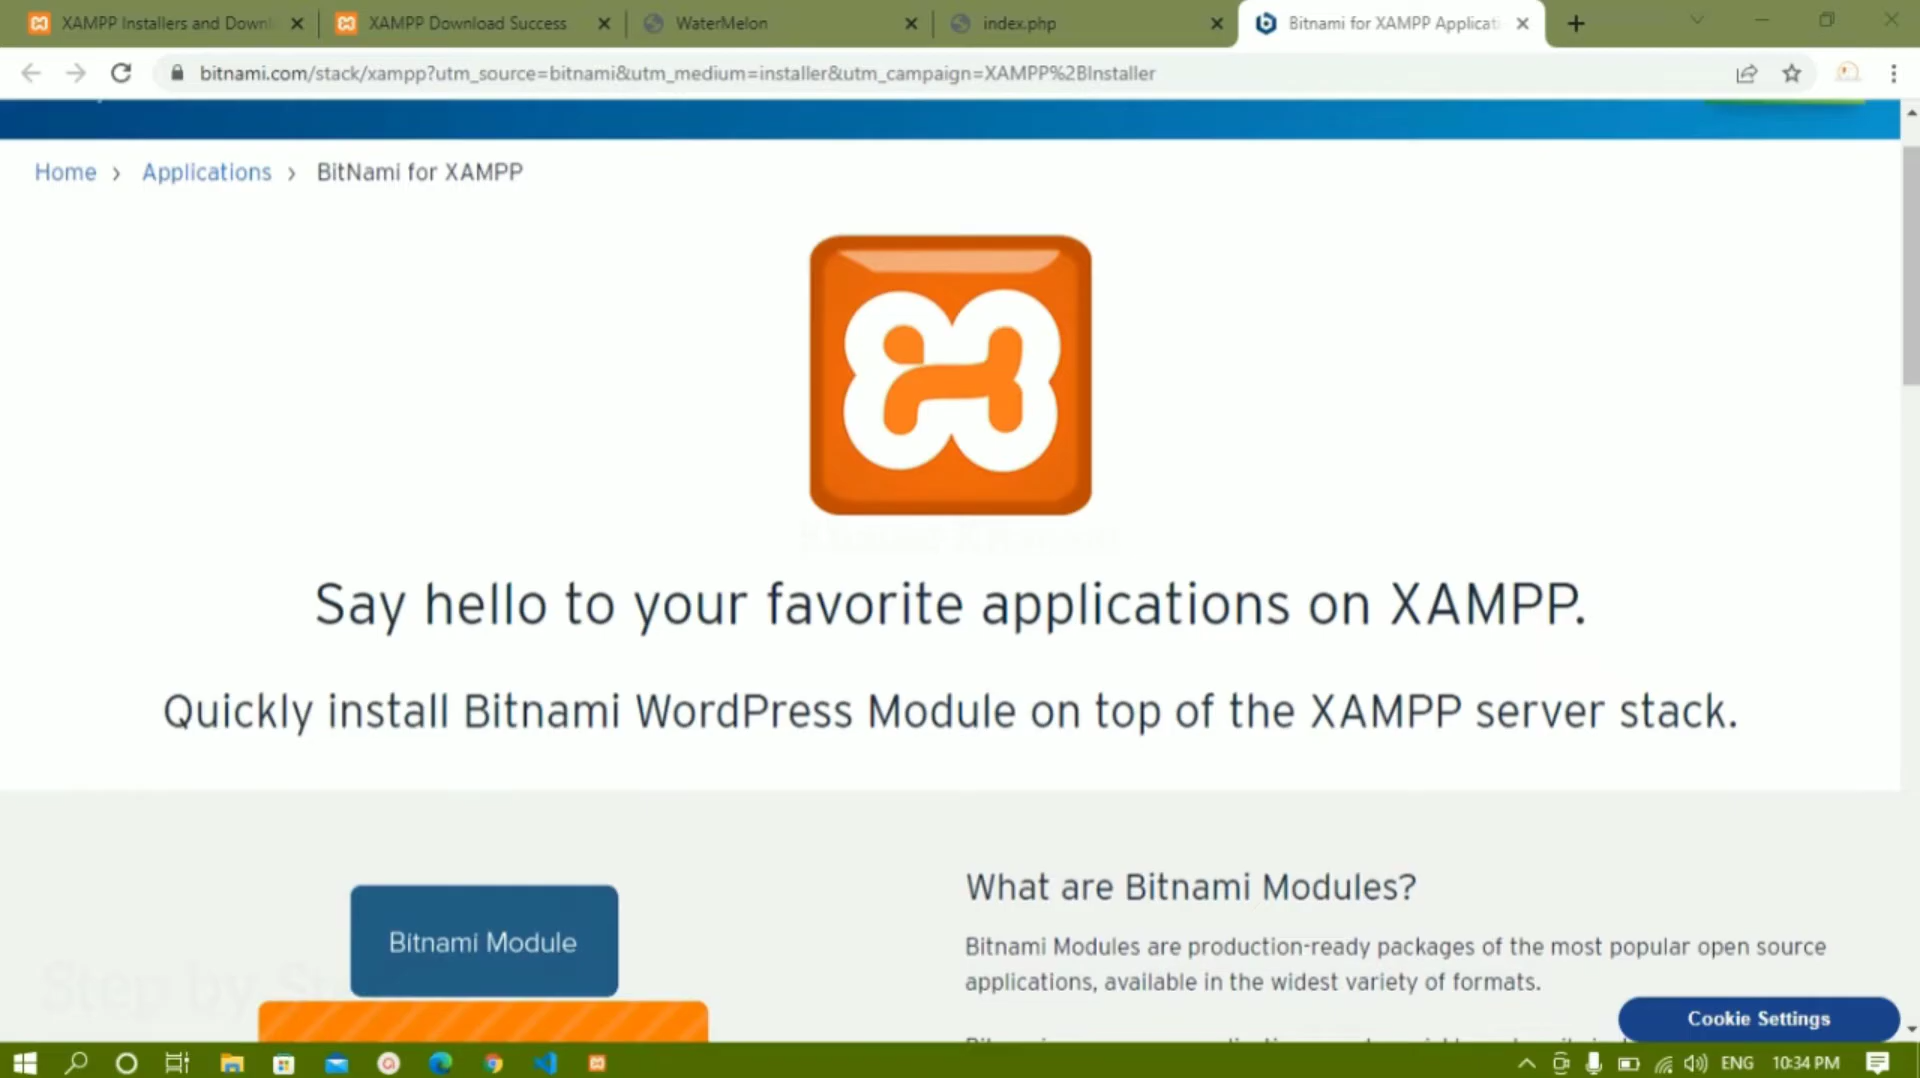 XAMPP Installers and Downl
XAMPP Download Success
WaterMelon
index.php
Bitnami for XAMPP Applicati
bitnami.com/stack/xampp?utm_source=bitnami&utm_medium=installer&utm_campaign=XAMPP%2BInstaller
Home › Applications › BitNami for XAMPP
Say hello to your favorite applications on XAMPP.
Quickly install Bitnami WordPress Module on top of the XAMPP server stack.
Bitnami Module
What are Bitnami Modules?
Bitnami Modules are production-ready packages of the most popular open source
applications, available in the widest variety of formats.
Step by St
Cookie Settings
ENG
10:34 PM